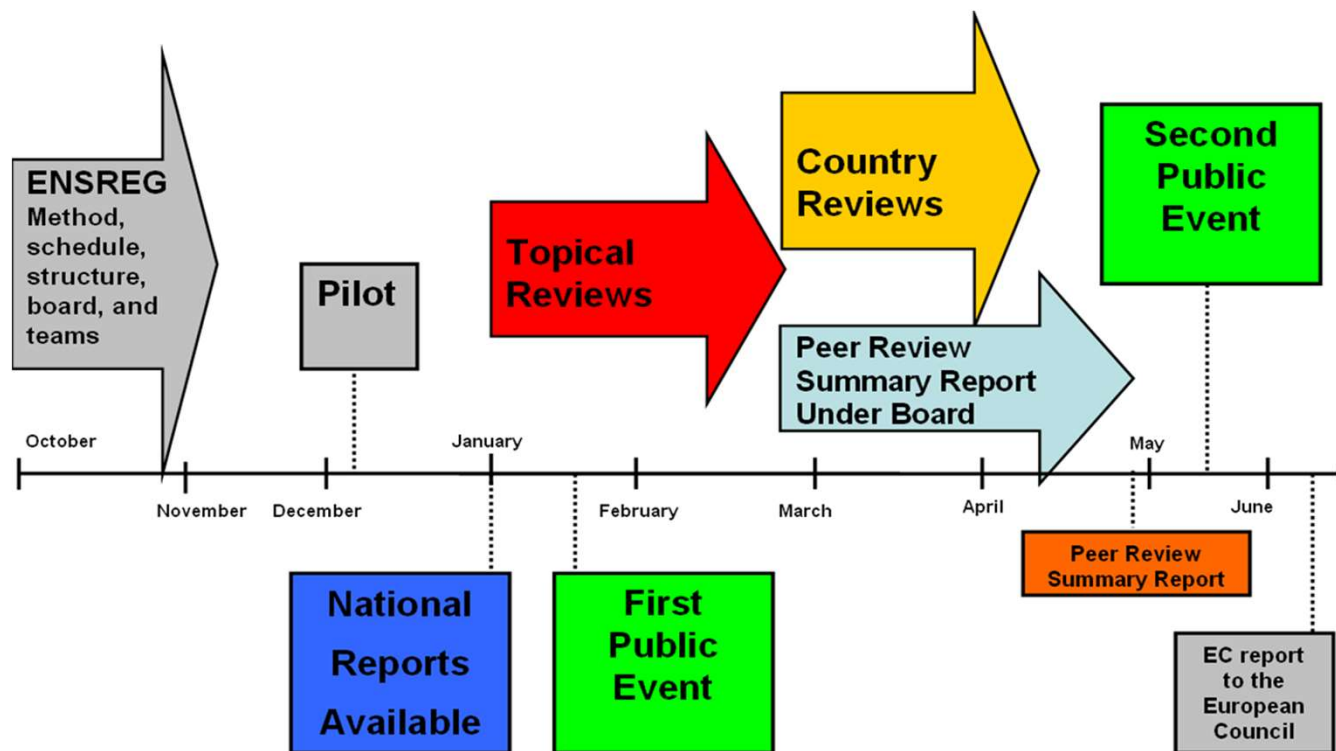 ENSREG
Method,
schedule,
structure,
board, and
teams
Pilot
Topical
Reviews
Country
Reviews
Peer Review
Summary Report
Under Board
Second
Public
Event
October
November
December
January
February
March
April
May
June
National
Reports
Available
First
Public
Event
Peer Review
Summary Report
EC report
to the
European
Council